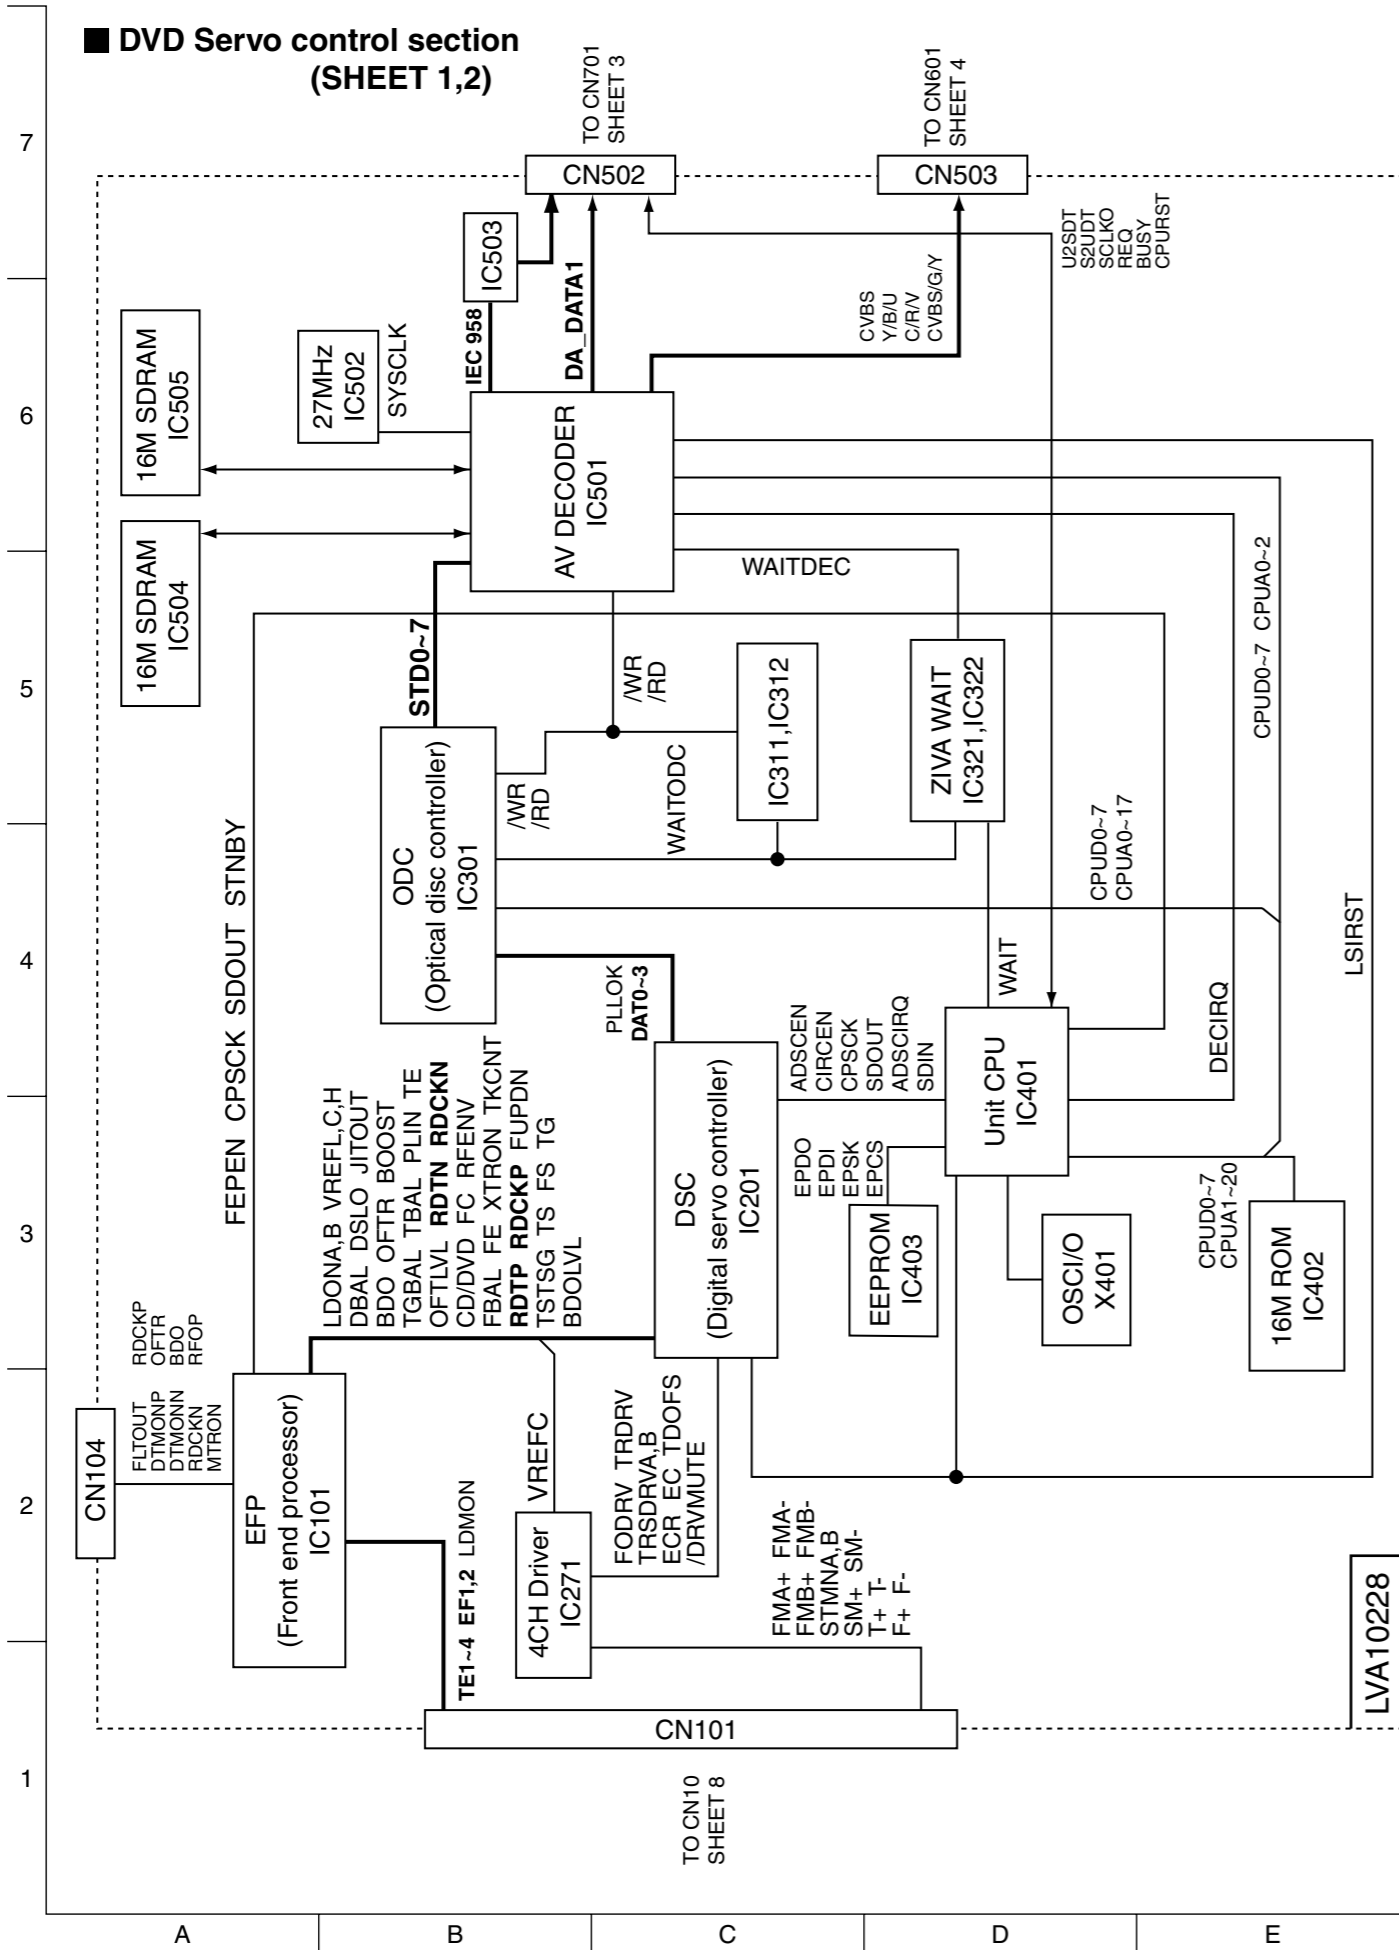 ■ DVD Servo control section
(SHEET 1,2)
7
6
5
4
3
2
1
A
B
C
D
E
TO CN701
SHEET 3
TO CN601
SHEET 4
CN502
CN503
IC503
IEC 958
DA_DATA1
U2SDT
S2UDT
SCLKO
REQ
BUSY
CPURST
CVBS
Y/B/U
C/R/V
CVBS/G/Y
16M SDRAM
IC505
27MHz
IC502
SYSCLK
AV DECODER
IC501
16M SDRAM
IC504
STD0~7
WAITDEC
/WR
/RD
IC311,IC312
ZIVA WAIT
IC321,IC322
CPUD0~7 CPUA0~2
ODC
(Optical disc controller)
IC301
/WR
/RD
WAITODC
CPUD0~7
CPUA0~17
FEPEN CPSCK SDOUT STNBY
PLLOK
DAT0~3
WAIT
LSIRST
DECIRQ
ADSCEN
CIRCEN
CPSCK
SDOUT
ADSCIRQ
SDIN
Unit CPU
IC401
LDONA,B VREFL,C,H
DBAL DSLO JITOUT
BDO OFTR BOOST
TGBAL TBAL PLIN TE
OFTLVL RDTN RDCKN
CD/DVD FC RFENV
FBAL FE XTRON TKCNT
RDTP RDCKP FUPDN
TSTSG TS FS TG
BDOLVL
DSC
(Digital servo controller)
IC201
EPDO
EPDI
EPSK
EPCS
EEPROM
IC403
OSCI/O
X401
CPUD0~7
CPUA1~20
16M ROM
IC402
CN104
FLTOUT RDCKP
DTMONP OFTR
DTMONN BDO
RDCKN RFOP
MTRON
EFP
(Front end processor)
IC101
TE1~4 EF1,2 LDMON
VREFC
4CH Driver
IC271
FODRV TRDRV
TRSDRVA,B
ECR EC TDOFS
/DRVMUTE
FMA+ FMA-
FMB+ FMB-
STMNA,B
SM+ SM-
T+ T-
F+ F-
CN101
TO CN10
SHEET 8
LVA10228